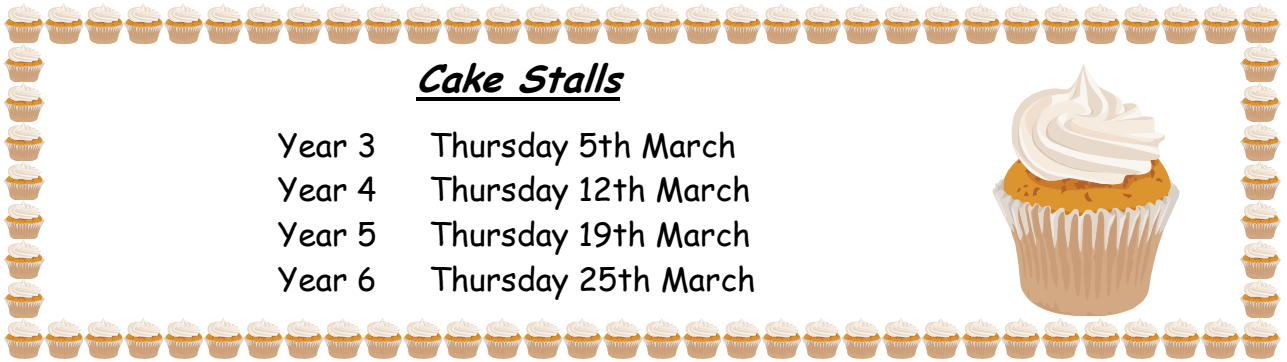 Cake Stalls
Year 3 Thursday 5th March
Year 4 Thursday 12th March
Year 5 Thursday 19th March
Year 6 Thursday 25th March